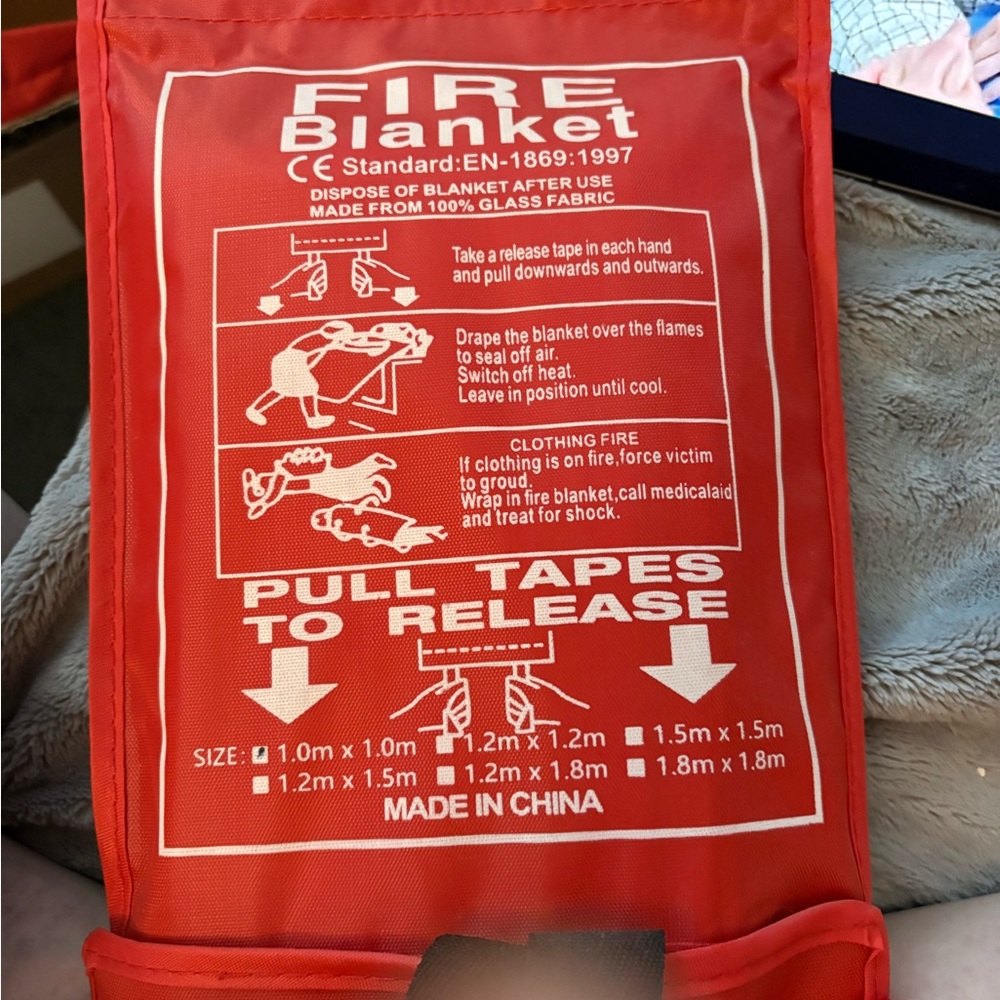 FIRE
Blanket
CE Standard:EN-1869:1997
DISPOSE OF BLANKET AFTER USE
MADE FROM 100% GLASS FABRIC
Take a release tape in each hand
and pull downwards and outwards.
Drape the blanket over the flames
to seal off air.
Switch off heat.
Leave in position until cool.
CLOTHING FIRE
If clothing is on fire,force victim
to groud.
Wrap in fire blanket,call medicalaid
and treat for shock.
PULL TAPES
TO RELEASE
SIZE: 1.0m x 1.0m 1.2m x 1.2m 1.5m x 1.5m
1.2m x 1.5m 1.2m x 1.8m 1.8m x 1.8m
MADE IN CHINA